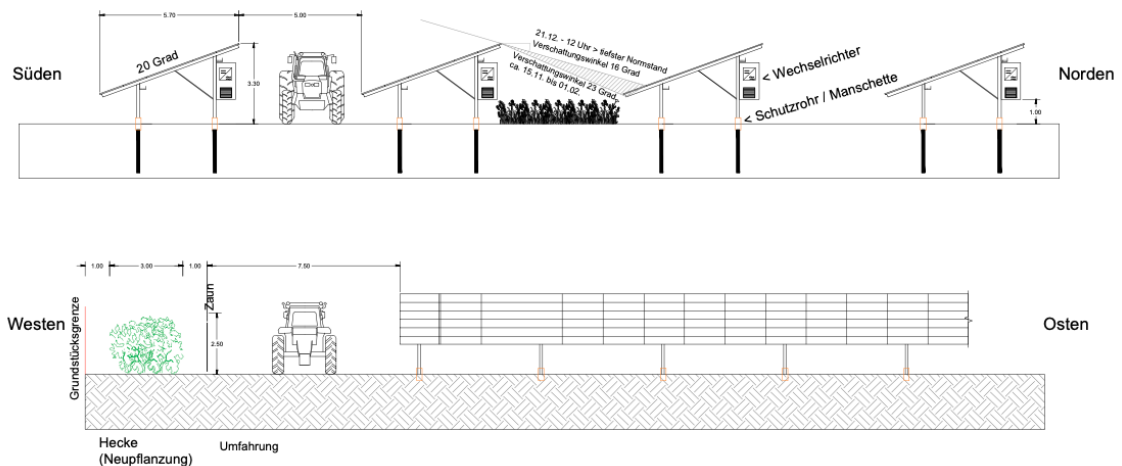 5.70
5.00
20 Grad
3.30
Süden
21.12. - 12 Uhr > tiefster Normstand
Verschattungswinkel 16 Grad
Verschattungswinkel 23 Grad,
ca. 15.11. bis 01.02.
< Wechselrichter
< Schutzrohr / Manschette
Norden
1.00
1.00
3.00
1.00
7.50
Grundstücksgrenze
Zaun
2.50
Westen
Osten
Hecke
(Neupflanzung)
Umfahrung